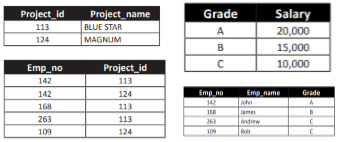 Project_id Project_name
113 BLUE STAR
124 MAGNUM
Grade Salary
A 20,000
B 15,000
C 10,000
Emp_no Project_id
142 113
142 124
168 113
263 113
109 124
Emp_no Emp_name Grade
142 John A
168 James B
263 Andrew C
109 Bob C